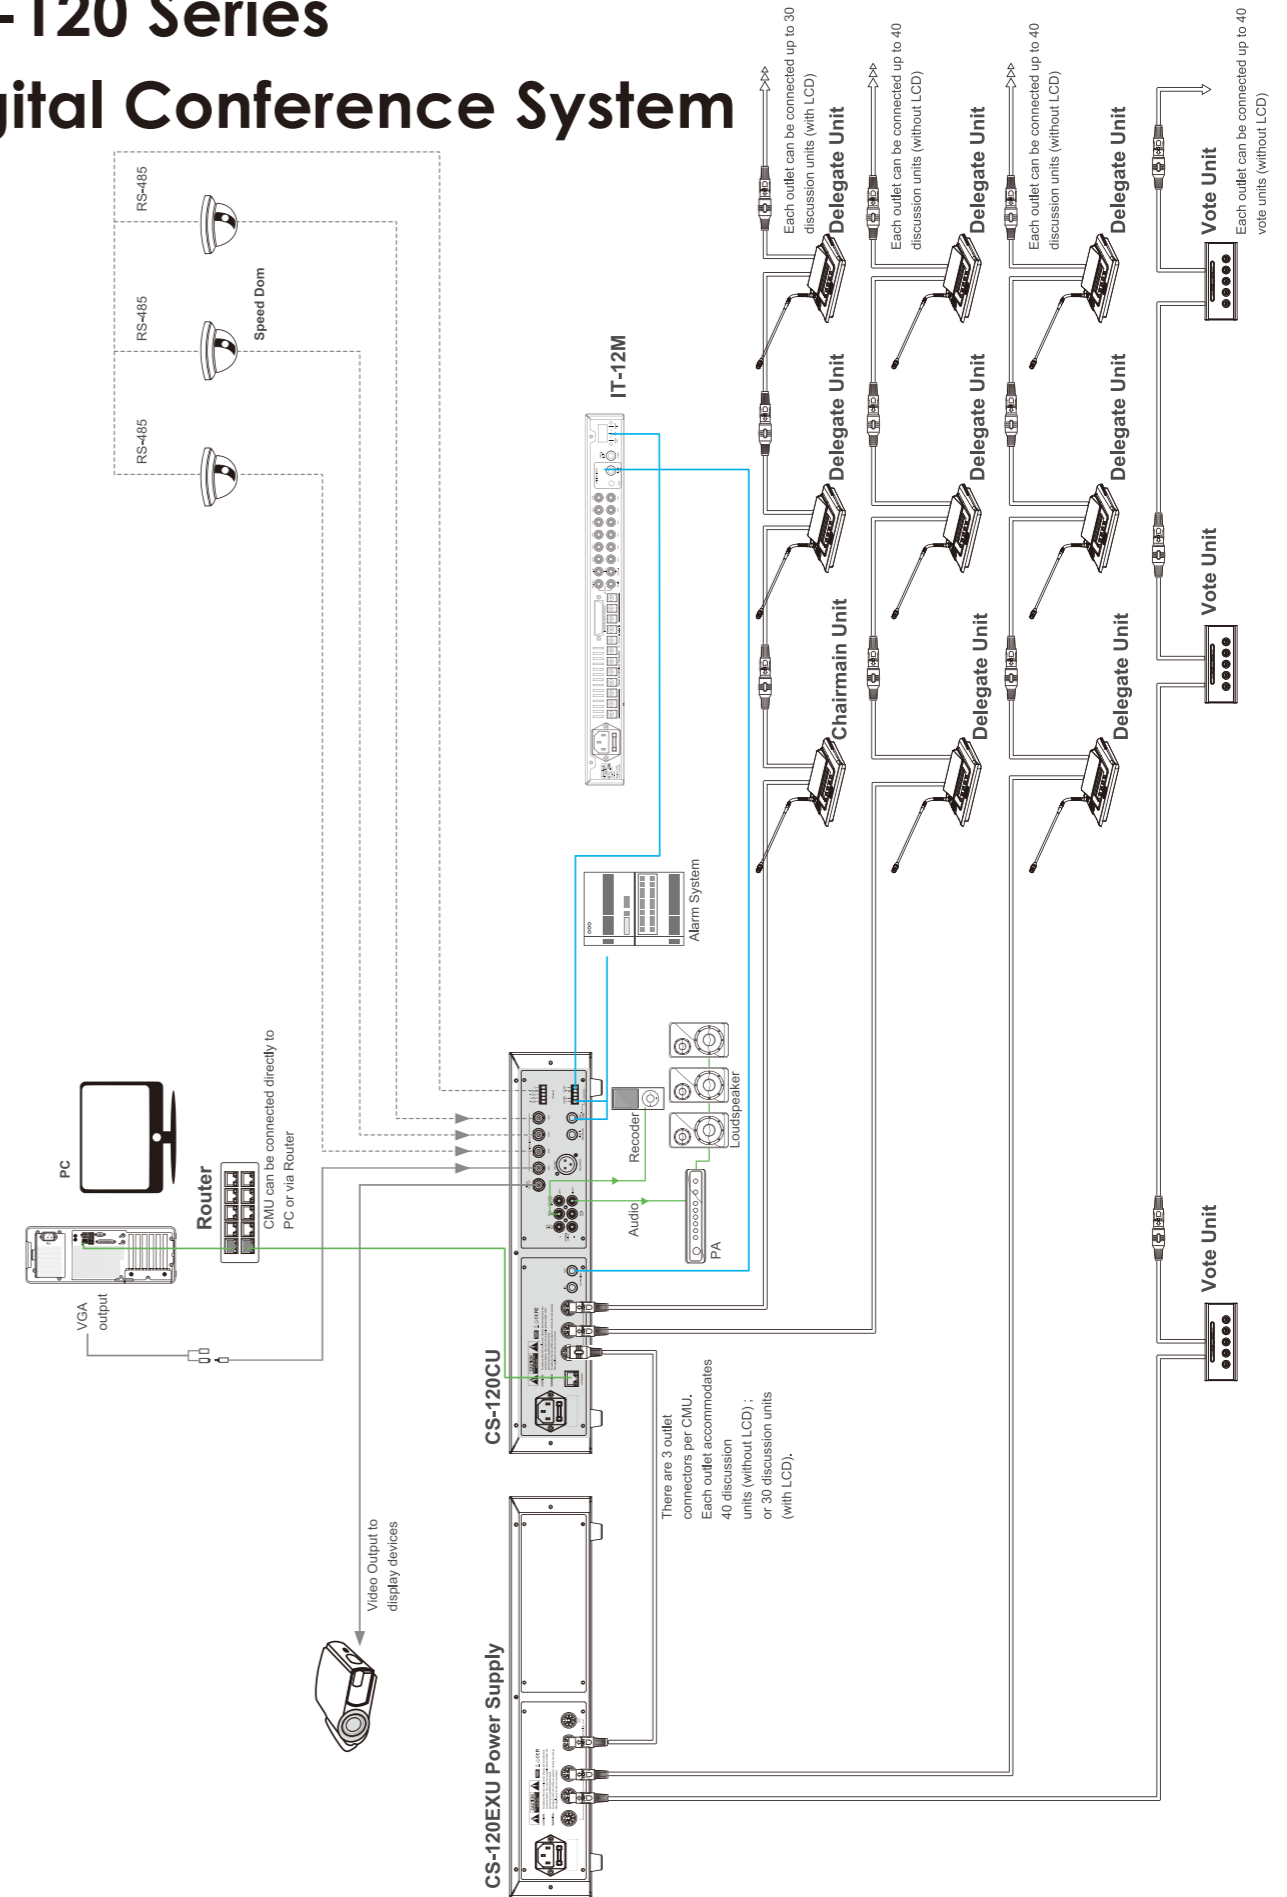 -120 Series
gital Conference System
RS-485
RS-485
RS-485
Speed Dom
PC
Router
CMU can be connected directly to
PC or via Router
VGA
output
Video Output to
display devices
IT-12M
Alarm System
Recoder
Loudspeaker
Audio
PA
CS-120CU
CS-120EXU Power Supply
There are 3 outlet
connectors per CMU.
Each outlet accommodates
40 discussion
units (without LCD) ;
or 30 discussion units
(with LCD).
Each outlet can be connected up to 30
discussion units (with LCD)
Delegate Unit
Delegate Unit
Chairmain Unit
Each outlet can be connected up to 40
discussion units (without LCD)
Delegate Unit
Delegate Unit
Delegate Unit
Each outlet can be connected up to 40
discussion units (without LCD)
Delegate Unit
Delegate Unit
Delegate Unit
Vote Unit
Vote Unit
Vote Unit
Each outlet can be connected up to 40
vote units (without LCD)